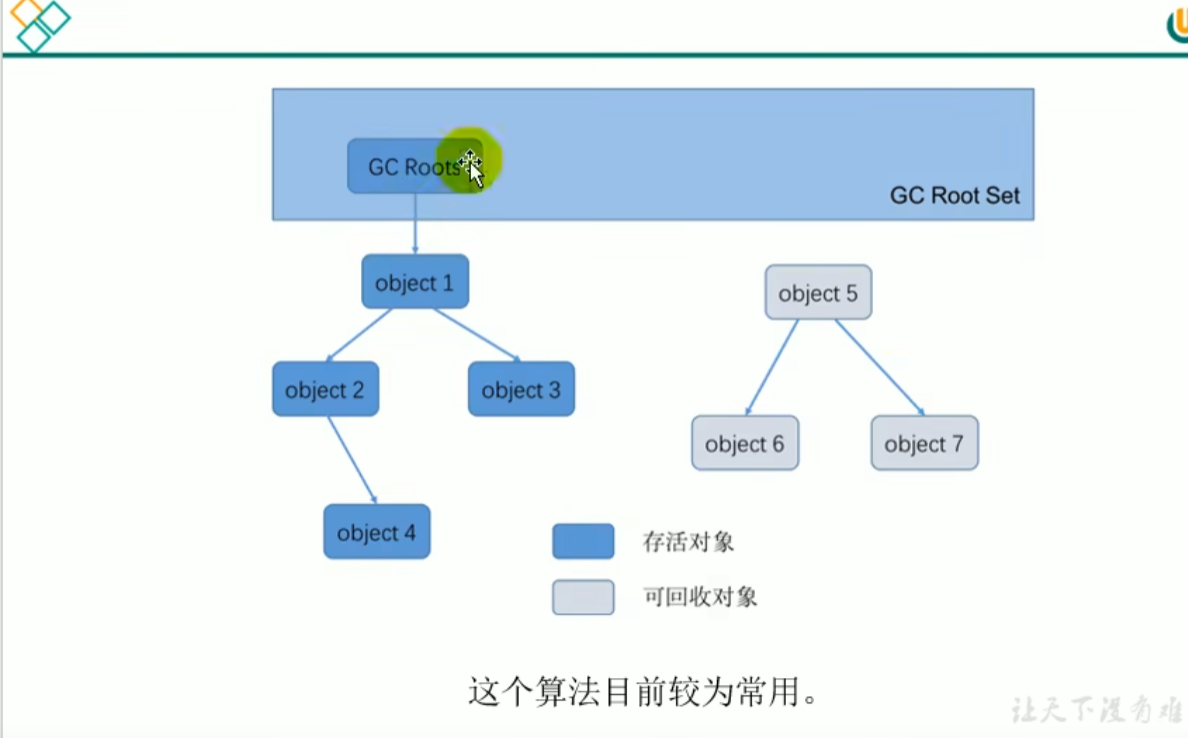 GC Roots
GC Root Set
object 1
object 5
object 2
object 3
object 6
object 7
object 4
存活对象
可回收对象
这个算法目前较为常用。
让天下没有难